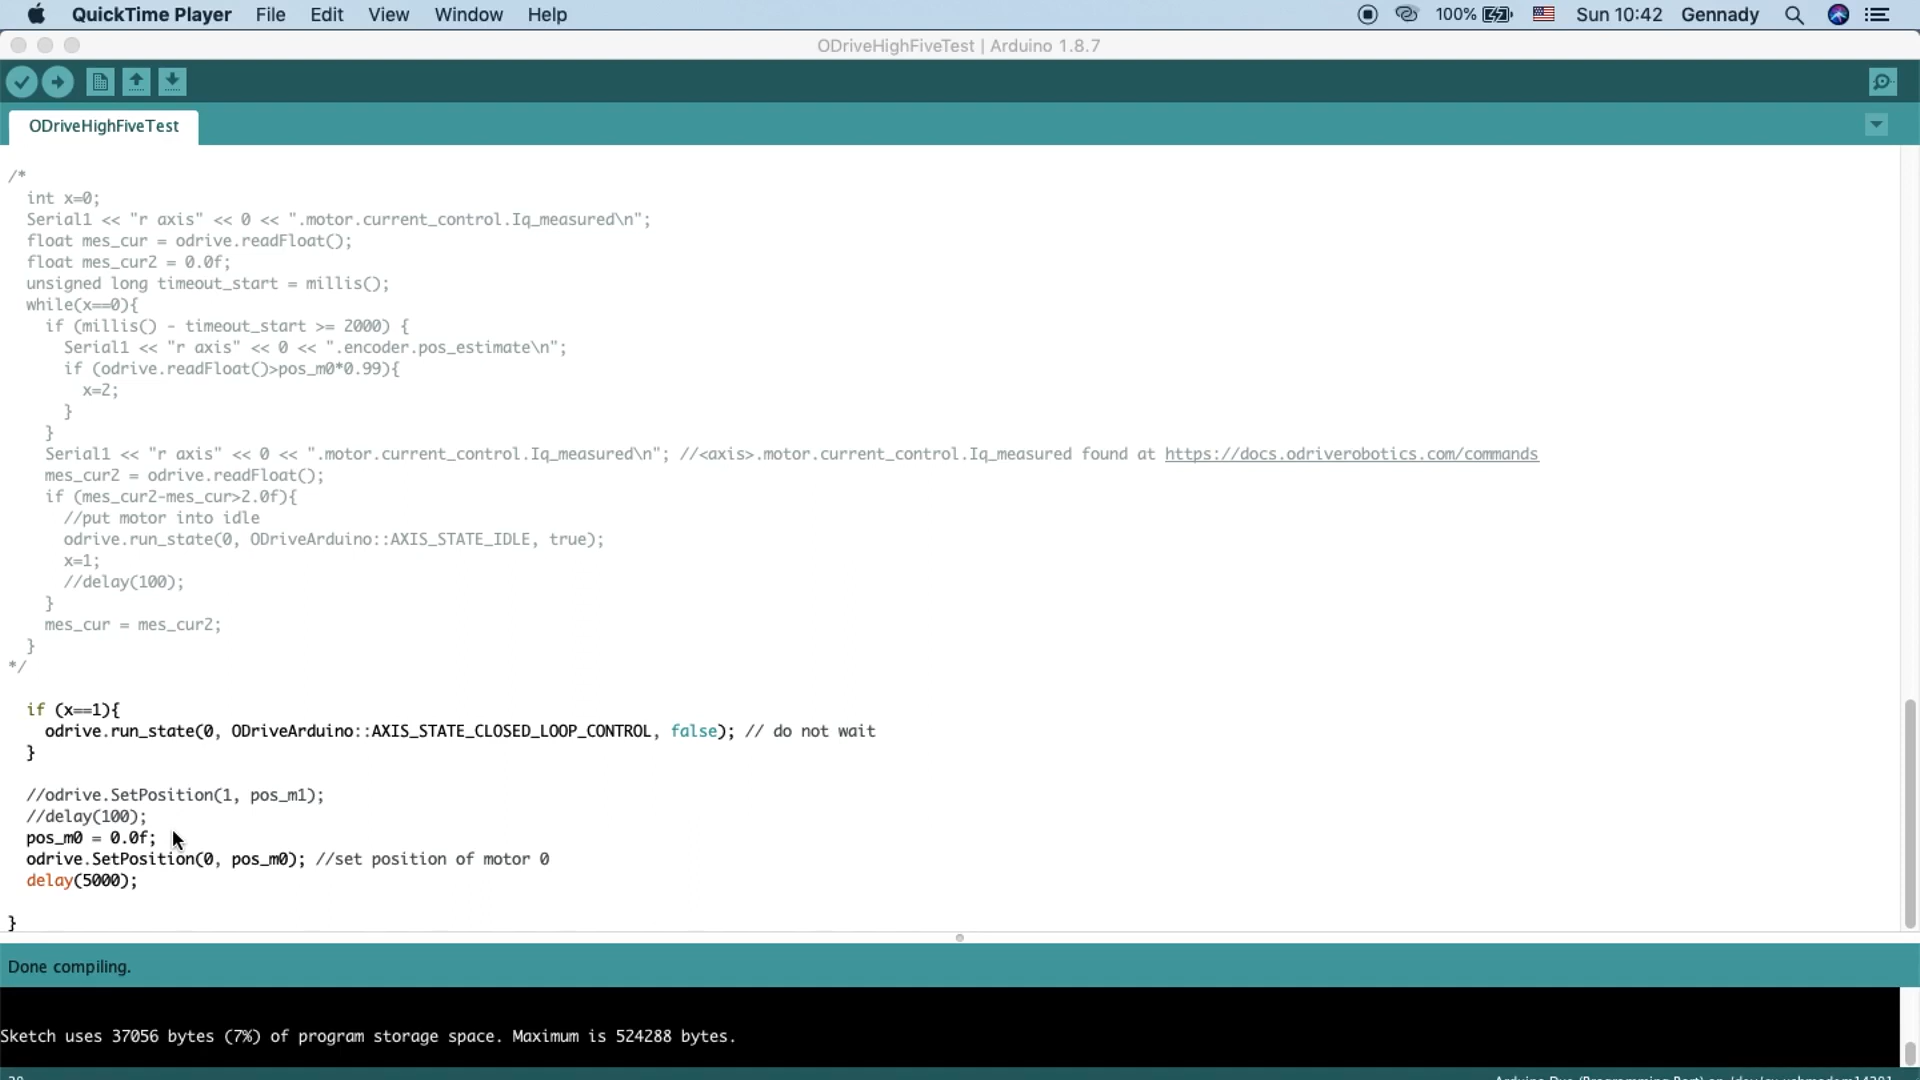 QuickTime Player File Edit View Window Help 100% Sun 10:42 Gennady
ODriveHighFiveTest | Arduino 1.8.7
ODriveHighFiveTest
/*
int x=0;
Serial1 << "r axis" << 0 << ".motor.current_control.Iq_measured\n";
float mes_cur = odrive.readFloat();
float mes_cur2 = 0.0f;
unsigned long timeout_start = millis();
while(x==0){
if (millis() - timeout_start >= 2000) {
Serial1 << "r axis" << 0 << ".encoder.pos_estimate\n";
if (odrive.readFloat()>pos_m0*0.99){
x=2;
}
}
Serial1 << "r axis" << 0 << ".motor.current_control.Iq_measured\n"; //<axis>.motor.current_control.Iq_measured found at https://docs.odriverobotics.com/commands
mes_cur2 = odrive.readFloat();
if (mes_cur2-mes_cur>2.0f){
//put motor into idle
odrive.run_state(0, ODriveArduino::AXIS_STATE_IDLE, true);
x=1;
//delay(100);
}
mes_cur = mes_cur2;
}
*/
if (x==1){
odrive.run_state(0, ODriveArduino::AXIS_STATE_CLOSED_LOOP_CONTROL, false); // do not wait
}
//odrive.SetPosition(1, pos_m1);
//delay(100);
pos_m0 = 0.0f;
odrive.SetPosition(0, pos_m0); //set position of motor 0
delay(5000);
}
Done compiling.
Sketch uses 37056 bytes (7%) of program storage space. Maximum is 524288 bytes.